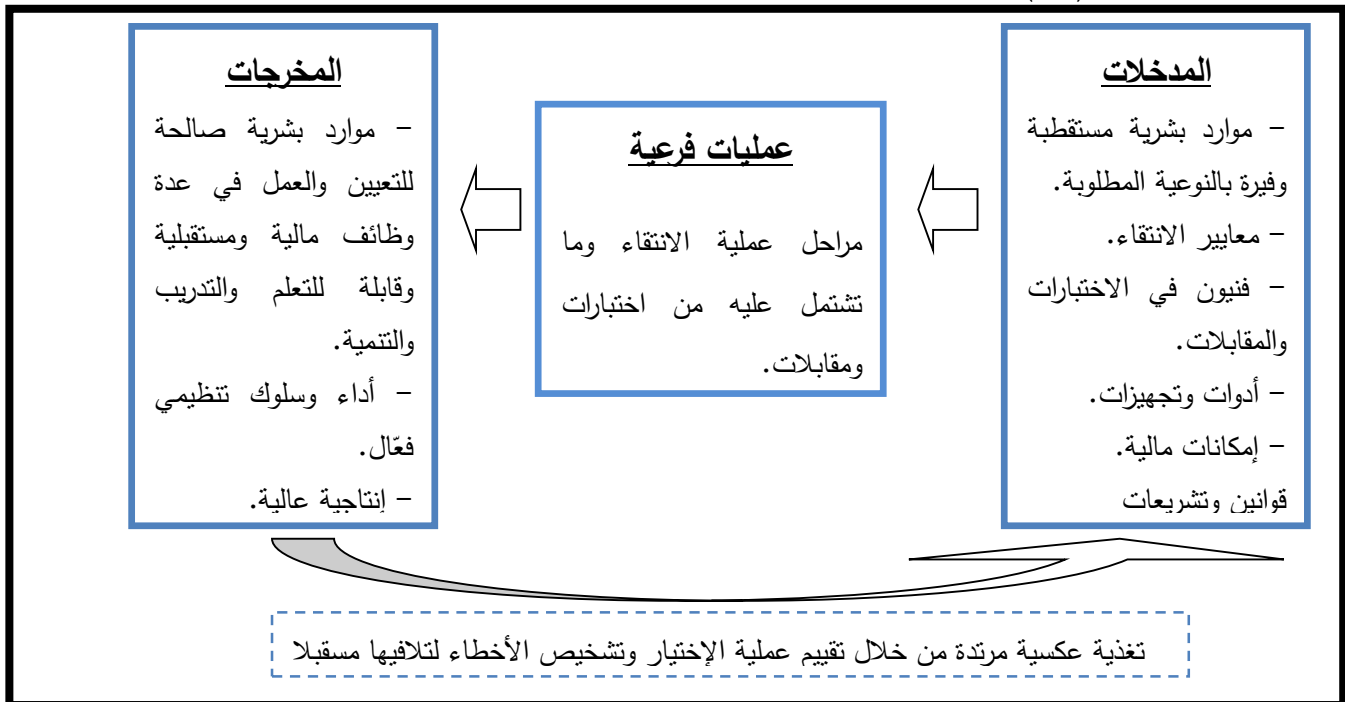 المدخلات
– موارد بشرية مستقطبة
وفيرة بالنوعية المطلوبة.
– معايير الانتقاء.
– فنيون في الاختبارات
والمقابلات.
– أدوات وتجهيزات.
– إمكانات مالية.
قوانين وتشريعات
عمليات فرعية
مراحل عملية الانتقاء وما
تشتمل عليه من اختبارات
ومقابلات.
المخرجات
– موارد بشرية صالحة
للتعيين والعمل في عدة
وظائف مالية ومستقبلية
وقابلة للتعلم والتدريب
والتنمية.
– أداء وسلوك تنظيمي
فعّال.
– إنتاجية عالية.
تغذية عكسية مرتدة من خلال تقييم عملية الإختيار وتشخيص الأخطاء لتلافيها مسقبلا